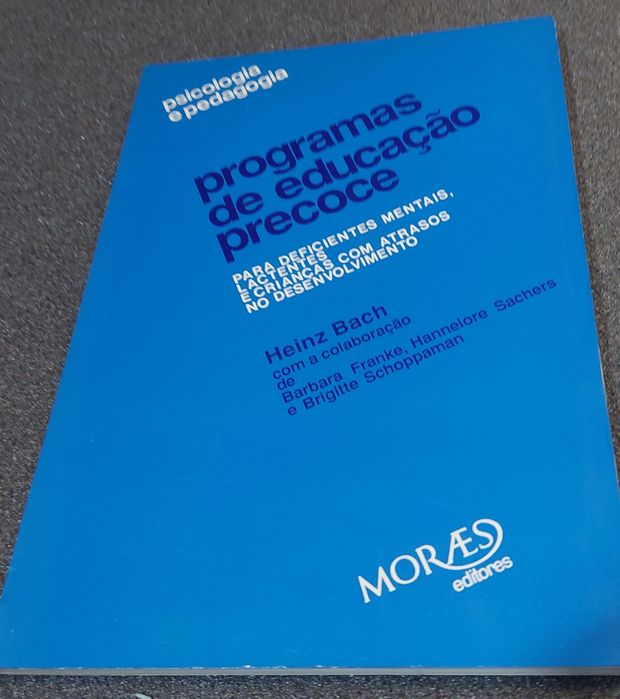 psicologia
e pedagogia
programas
de educação
precoce
PARA DEFICIENTES MENTAIS,
LACTENTES
E CRIANÇAS COM ATRASOS
NO DESENVOLVIMENTO
Heinz Bach
com a colaboração
de
Barbara Franke, Hannelore Sachers
e Brigitte Schoppaman
MORÆS
editores